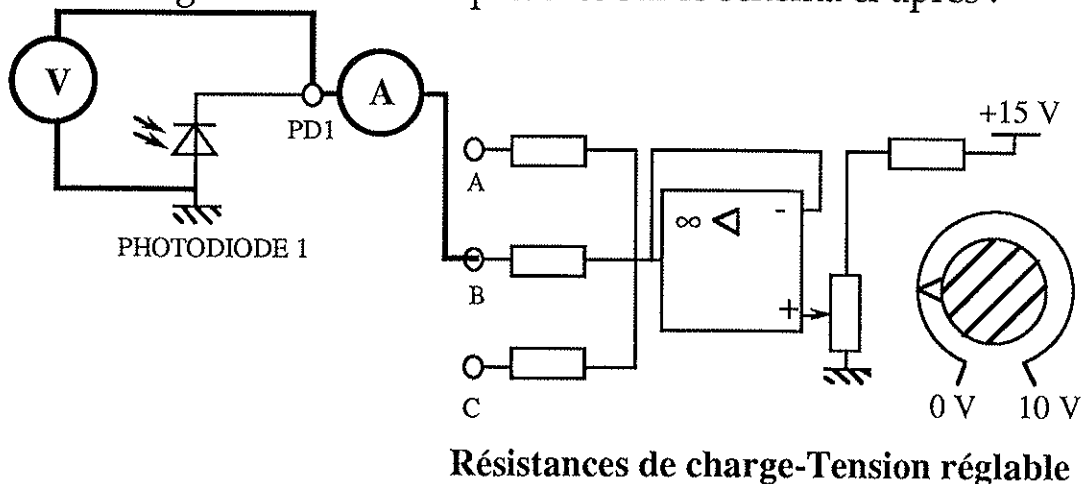 V
A
PD1
+15 V
A
∞
-
PHOTODIODE 1
B
+
C
0 V
10 V
Résistances de charge-Tension réglable